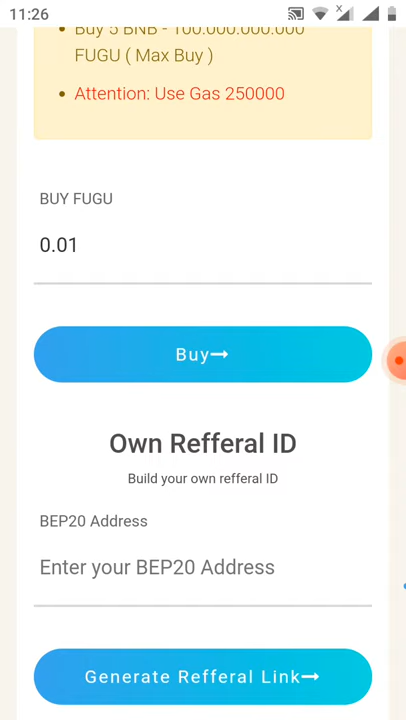 11:26
x
Buy 5 BNB - 100.000.000.000
FUGU ( Max Buy )
Attention: Use Gas 250000
BUY FUGU
0.01
Buy
Own Refferal ID
Build your own refferal ID
BEP20 Address
Enter your BEP20 Address
Generate Refferal Link